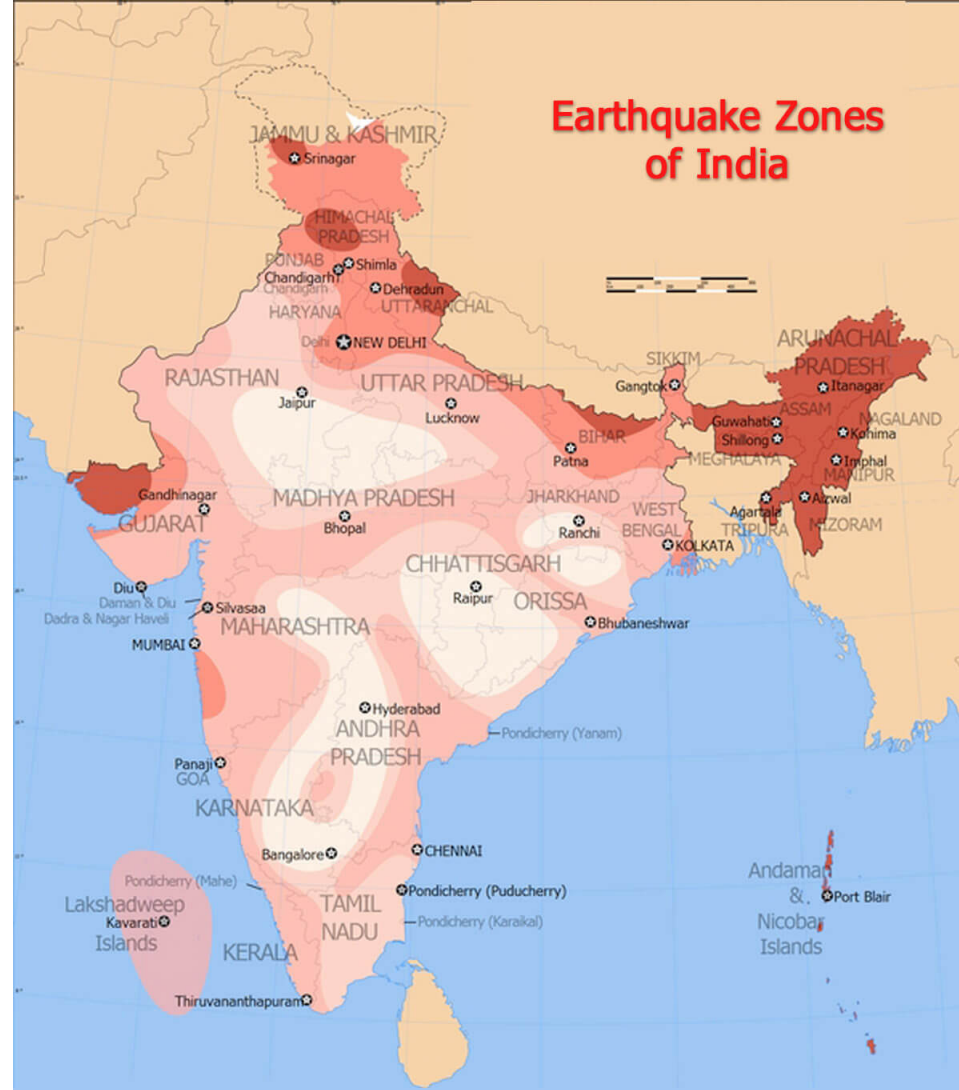 Earthquake Zones
of India
JAMMU & KASHMIR
Srinagar
HIMACHAL
PRADESH
PUNJAB
Shimla
Chandigarh
Chandigarh
Dehradun
UTTARANCHAL
HARYANA
Delhi
NEW DELHI
ARUNACHAL
PRADESH
SIKKIM
RAJASTHAN
UTTAR PRADESH
Gangtok
Itanagar
Jaipur
Lucknow
ASSAM
NAGALAND
Guwahati
Kohima
BIHAR
Shillong
Patna
MEGHALAYA
Imphal
MANIPUR
Gandhinagar
MADHYA PRADESH
JHARKHAND
Aizwal
Agartala
GUJARAT
Bhopal
Ranchi
WEST
BENGAL
TRIPURA
MIZORAM
KOLKATA
CHHATTISGARH
Diu
Daman & Diu
Raipur
ORISSA
Silvasaa
Dadra & Nagar Haveli
MAHARASHTRA
Bhubaneshwar
MUMBAI
Hyderabad
ANDHRA
PRADESH
Pondicherry (Yanam)
Panaji
GOA
KARNATAKA
Bangalore
CHENNAI
Andaman
&
Nicobar
Islands
Port Blair
Pondicherry (Mahe)
Pondicherry (Puducherry)
Lakshadweep
Kavarati
Islands
TAMIL
NADU
Pondicherry (Karaikal)
KERALA
Thiruvananthapuram